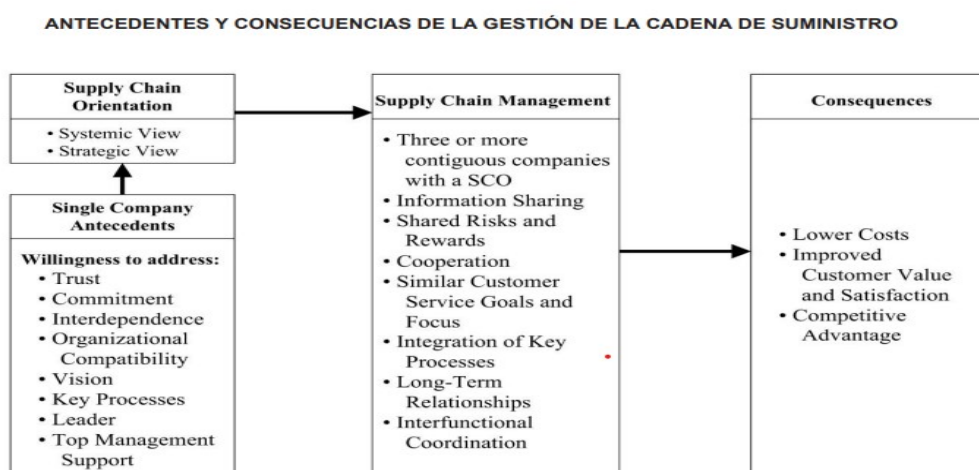 ANTECEDENTES Y CONSECUENCIAS DE LA GESTIÓN DE LA CADENA DE SUMINISTRO
Supply Chain
Orientation
• Systemic View
• Strategic View
Single Company
Antecedents
Willingness to address:
• Trust
• Commitment
• Interdependence
• Organizational
Compatibility
• Vision
• Key Processes
• Leader
• Top Management
Support
Supply Chain Management
• Three or more
contiguous companies
with a SCO
• Information Sharing
• Shared Risks and
Rewards
• Cooperation
• Similar Customer
Service Goals and
Focus
• Integration of Key
Processes
• Long-Term
Relationships
• Interfunctional
Coordination
Consequences
• Lower Costs
• Improved
Customer Value
and Satisfaction
• Competitive
Advantage